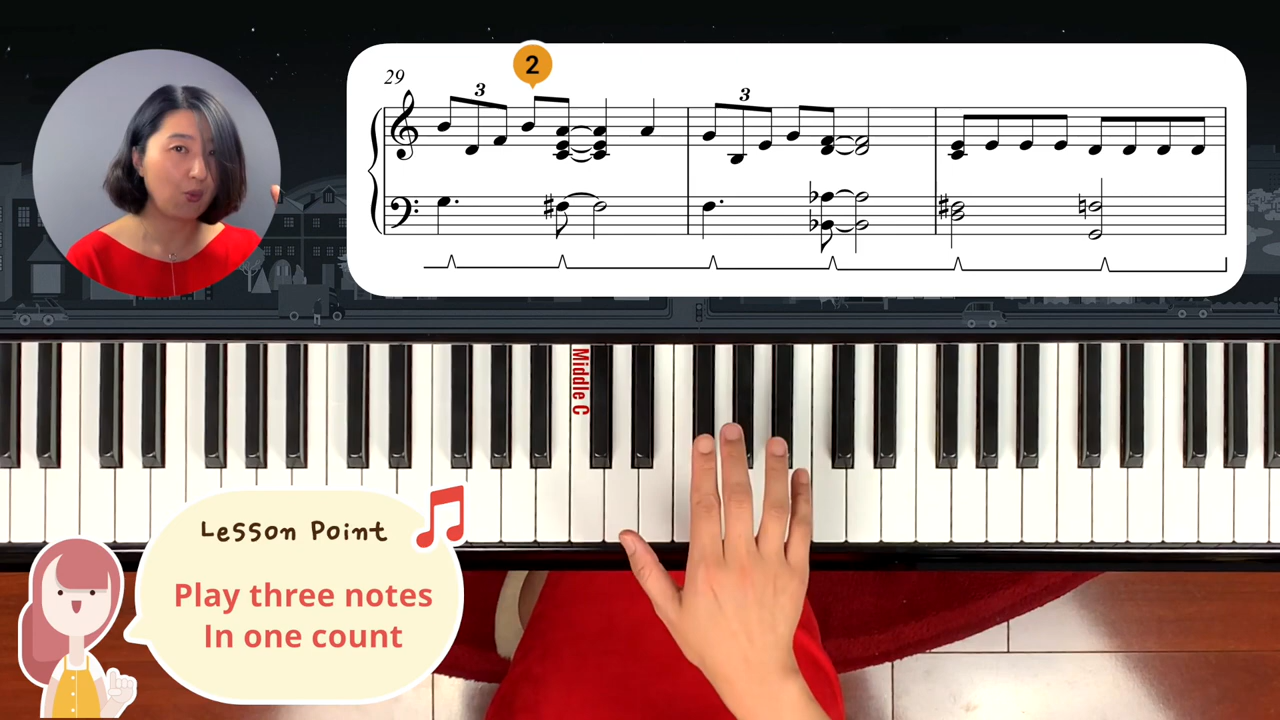 29
3
2
3
Middle C
Lesson Point
Play three notes
In one count